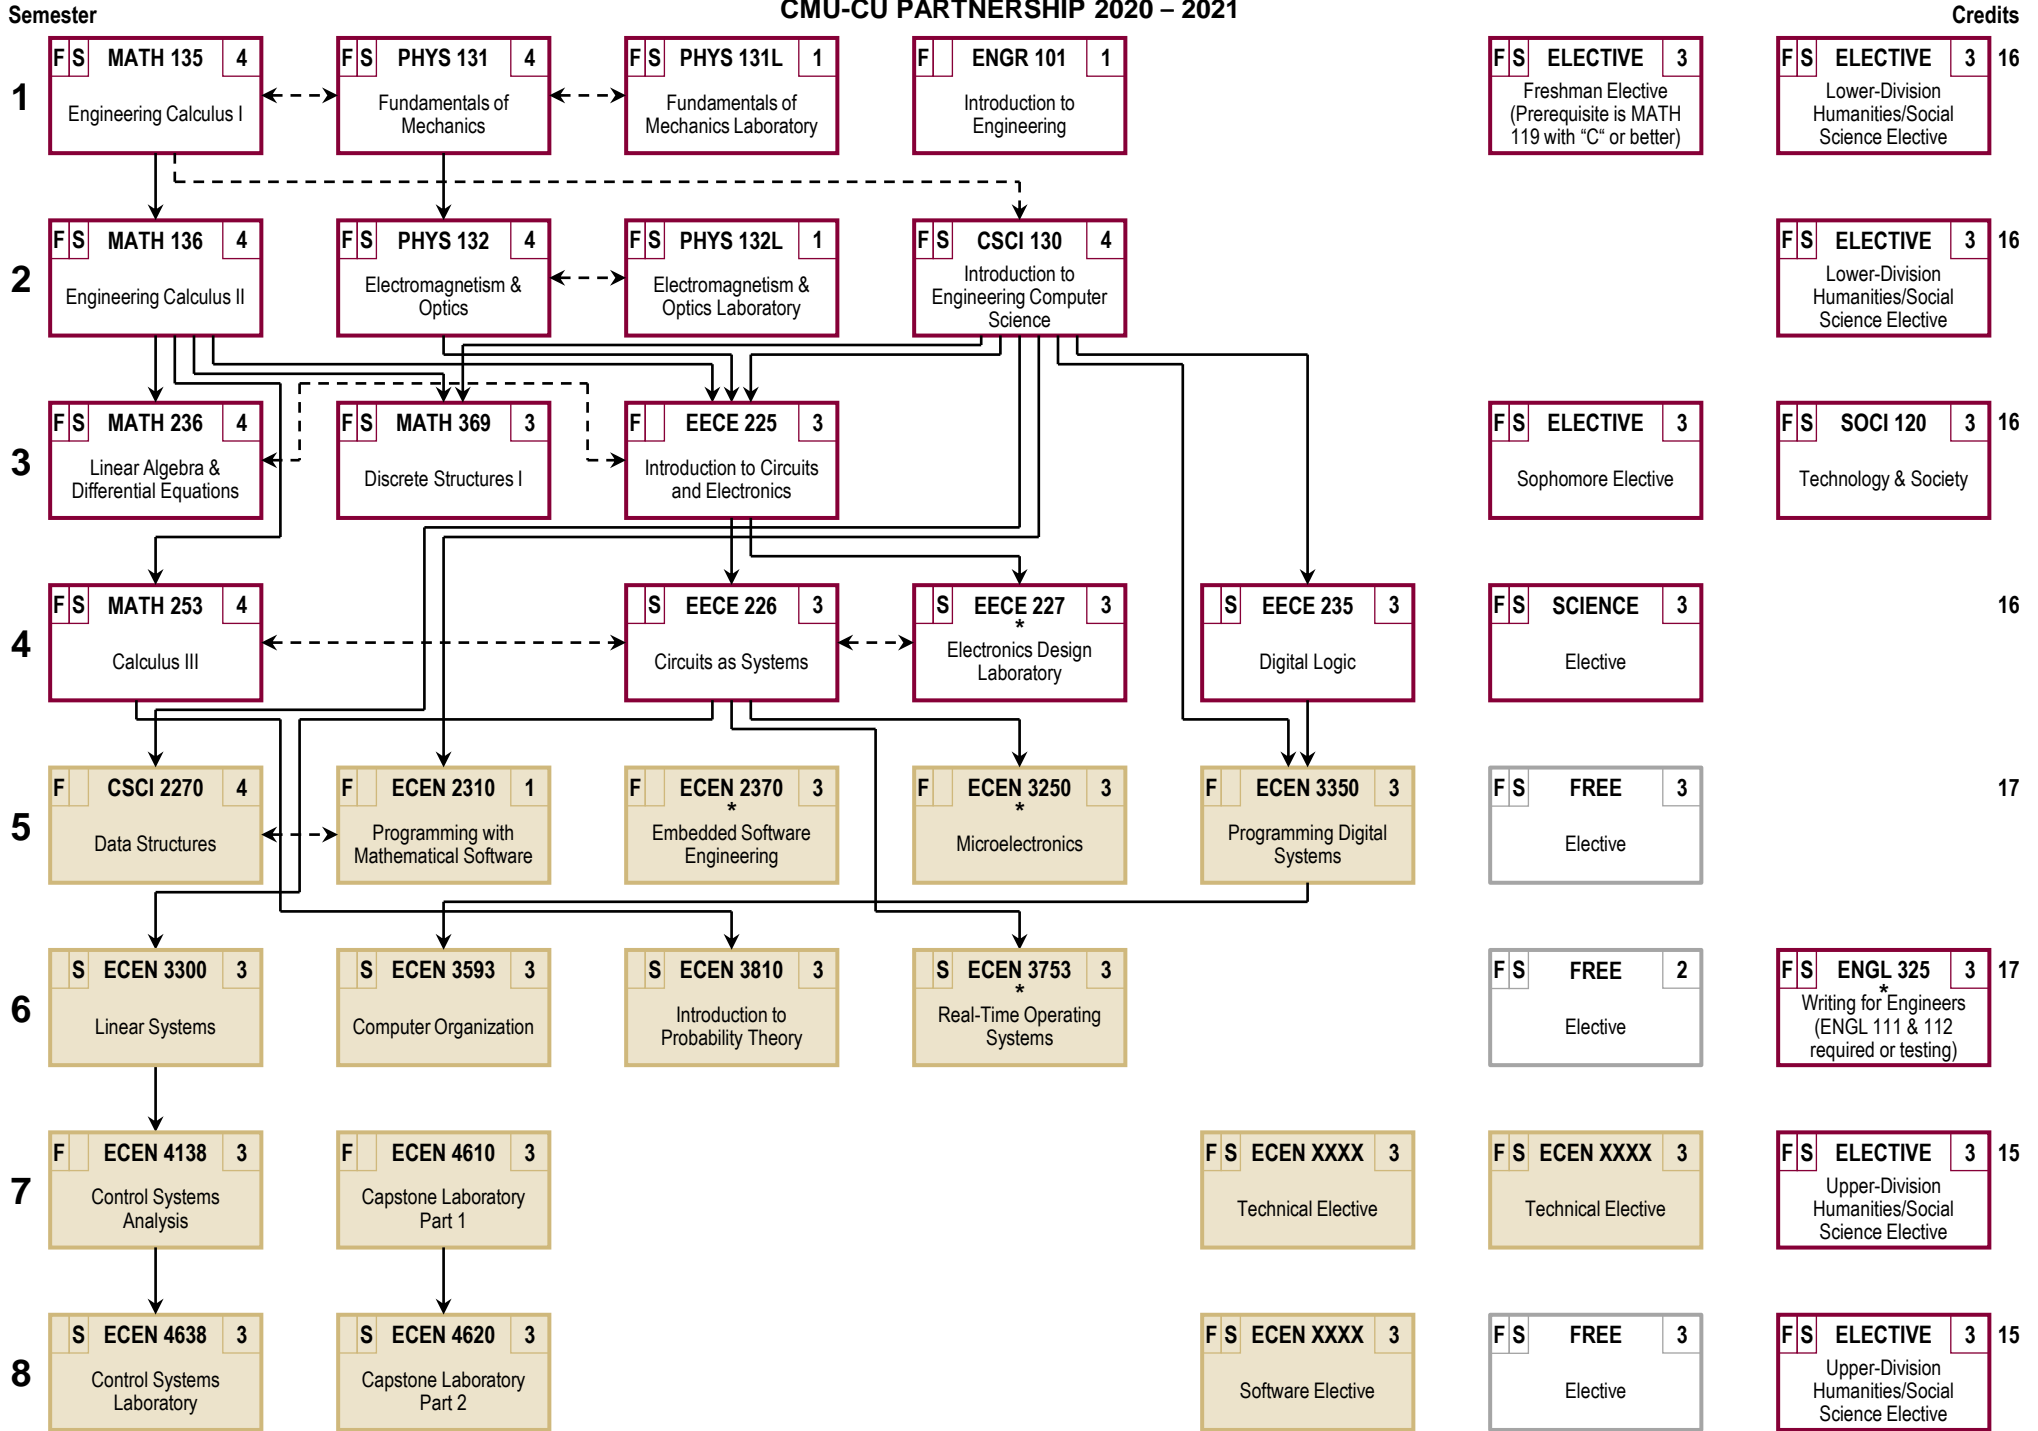 CMU-CU PARTNERSHIP 2020 – 2021
Semester
Credits
1
F S MATH 135 4
Engineering Calculus I
F S PHYS 131 4
Fundamentals of
Mechanics
F S PHYS 131L 1
Fundamentals of
Mechanics Laboratory
F ENGR 101 1
Introduction to
Engineering
F S ELECTIVE 3
Freshman Elective
(Prerequisite is MATH
119 with “C“ or better)
F S ELECTIVE 3
Lower-Division
Humanities/Social
Science Elective
16
2
F S MATH 136 4
Engineering Calculus II
F S PHYS 132 4
Electromagnetism &
Optics
F S PHYS 132L 1
Electromagnetism &
Optics Laboratory
F S CSCI 130 4
Introduction to
Engineering Computer
Science
F S ELECTIVE 3
Lower-Division
Humanities/Social
Science Elective
16
3
F S MATH 236 4
Linear Algebra &
Differential Equations
F S MATH 369 3
Discrete Structures I
F EECE 225 3
Introduction to Circuits
and Electronics
F S ELECTIVE 3
Sophomore Elective
F S SOCI 120 3
Technology & Society
16
4
F S MATH 253 4
Calculus III
S EECE 226 3
Circuits as Systems
S EECE 227 3
*
Electronics Design
Laboratory
S EECE 235 3
Digital Logic
F S SCIENCE 3
Elective
16
5
F CSCI 2270 4
Data Structures
F ECEN 2310 1
Programming with
Mathematical Software
F ECEN 2370 3
*
Embedded Software
Engineering
F ECEN 3250 3
*
Microelectronics
F ECEN 3350 3
Programming Digital
Systems
F S FREE 3
Elective
17
6
S ECEN 3300 3
Linear Systems
S ECEN 3593 3
Computer Organization
S ECEN 3810 3
Introduction to
Probability Theory
S ECEN 3753 3
*
Real-Time Operating
Systems
F S FREE 2
Elective
F S ENGL 325 3
*
Writing for Engineers
(ENGL 111 & 112
required or testing)
17
7
F ECEN 4138 3
Control Systems
Analysis
F ECEN 4610 3
Capstone Laboratory
Part 1
F S ECEN XXXX 3
Technical Elective
F S ECEN XXXX 3
Technical Elective
F S ELECTIVE 3
Upper-Division
Humanities/Social
Science Elective
15
8
S ECEN 4638 3
Control Systems
Laboratory
S ECEN 4620 3
Capstone Laboratory
Part 2
F S ECEN XXXX 3
Software Elective
F S FREE 3
Elective
F S ELECTIVE 3
Upper-Division
Humanities/Social
Science Elective
15